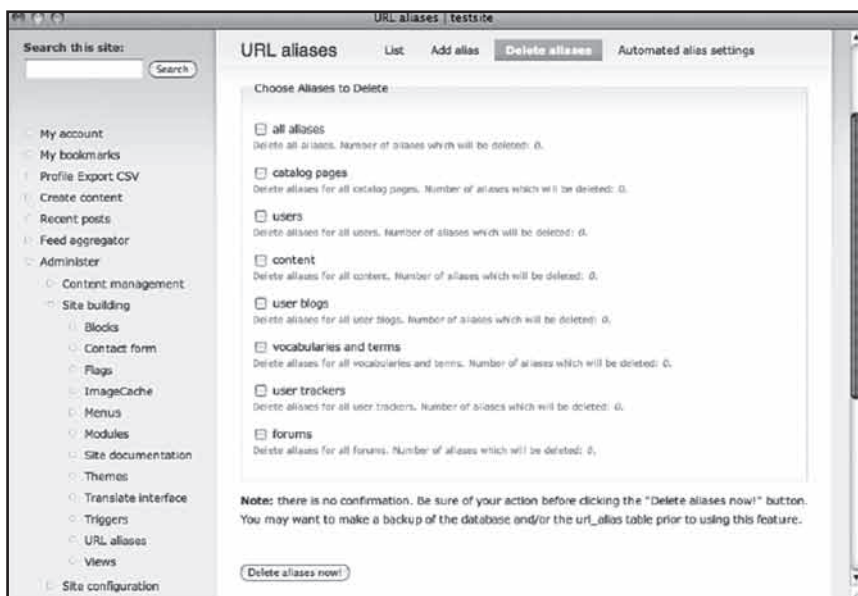 URL aliases | testsite
Search this site:
Search
My account
My bookmarks
Profile Export CSV
Create content
Recent posts
Feed aggregator
Administer
Content management
Site building
Blocks
Contact form
Flags
ImageCache
Menus
Modules
Site documentation
Themes
Translate interface
Triggers
URL aliases
Views
Site configuration
URL aliases
List
Add alias
Delete aliases
Automated alias settings
Choose Aliases to Delete
all aliases
Delete all aliases. Number of aliases which will be deleted: 0.
catalog pages
Delete aliases for all catalog pages. Number of aliases which will be deleted: 0.
users
Delete aliases for all users. Number of aliases which will be deleted: 0.
content
Delete aliases for all content. Number of aliases which will be deleted: 0.
user blogs
Delete aliases for all user blogs. Number of aliases which will be deleted: 0.
vocabularies and terms
Delete aliases for all vocabularies and terms. Number of aliases which will be deleted: 0.
user trackers
Delete aliases for all user trackers. Number of aliases which will be deleted: 0.
forums
Delete aliases for all forums. Number of aliases which will be deleted: 0.
Note: there is no confirmation. Be sure of your action before clicking the "Delete aliases now!" button.
You may want to make a backup of the database and/or the url_alias table prior to using this feature.
Delete aliases now!